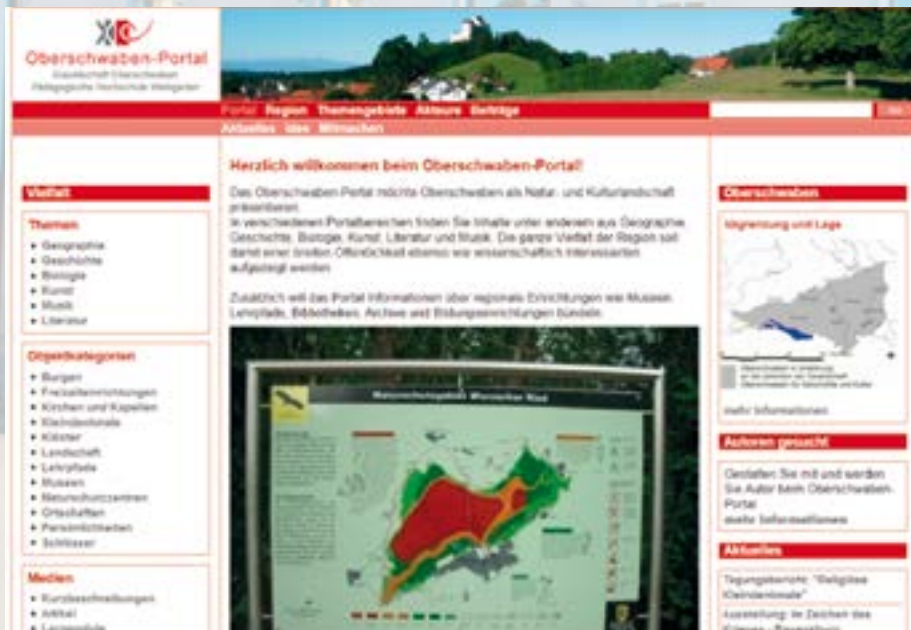 Oberschwaben-Portal
Gesellschaft Oberschwaben
Pädagogische Hochschule Weingarten
Portal Region Themengebiete Akteure Beiträge
Aktuelles Idee Mitmachen
Vielfalt
Themen
Geographie
Geschichte
Biologie
Kunst
Musik
Literatur
Objektkategorien
Burgen
Freizeiteinrichtungen
Kirchen und Kapellen
Kleindenkmale
Klöster
Landschaft
Lehrpfade
Museen
Naturschutzzentren
Ortschaften
Persönlichkeiten
Schlösser
Medien
Kurzbeschreibungen
Artikel
Lernmodule
Herzlich willkommen beim Oberschwaben-Portal!
Das Oberschwaben-Portal möchte Oberschwaben als Natur- und Kulturlandschaft
präsentieren.
In verschiedenen Portalbereichen finden Sie Inhalte unter anderem aus Geographie,
Geschichte, Biologie, Kunst, Literatur und Musik. Die ganze Vielfalt der Region soll
damit einer breiten Öffentlichkeit ebenso wie wissenschaftlich Interessierten
aufgezeigt werden.
Zusätzlich will das Portal Informationen über regionale Einrichtungen wie Museen,
Lehrpfade, Bibliotheken, Archive und Bildungseinrichtungen bündeln.
Naturschutzgebiet Wurzacher Ried
Oberschwaben
Abgrenzung und Lage
mehr Informationen
Autoren gesucht
Gestalten Sie mit und werden
Sie Autor beim Oberschwaben-
Portal
mehr Informationen
Aktuelles
Tagungsbericht: "Religiöse
Kleindenkmale"
Ausstellung: Im Zeichen des